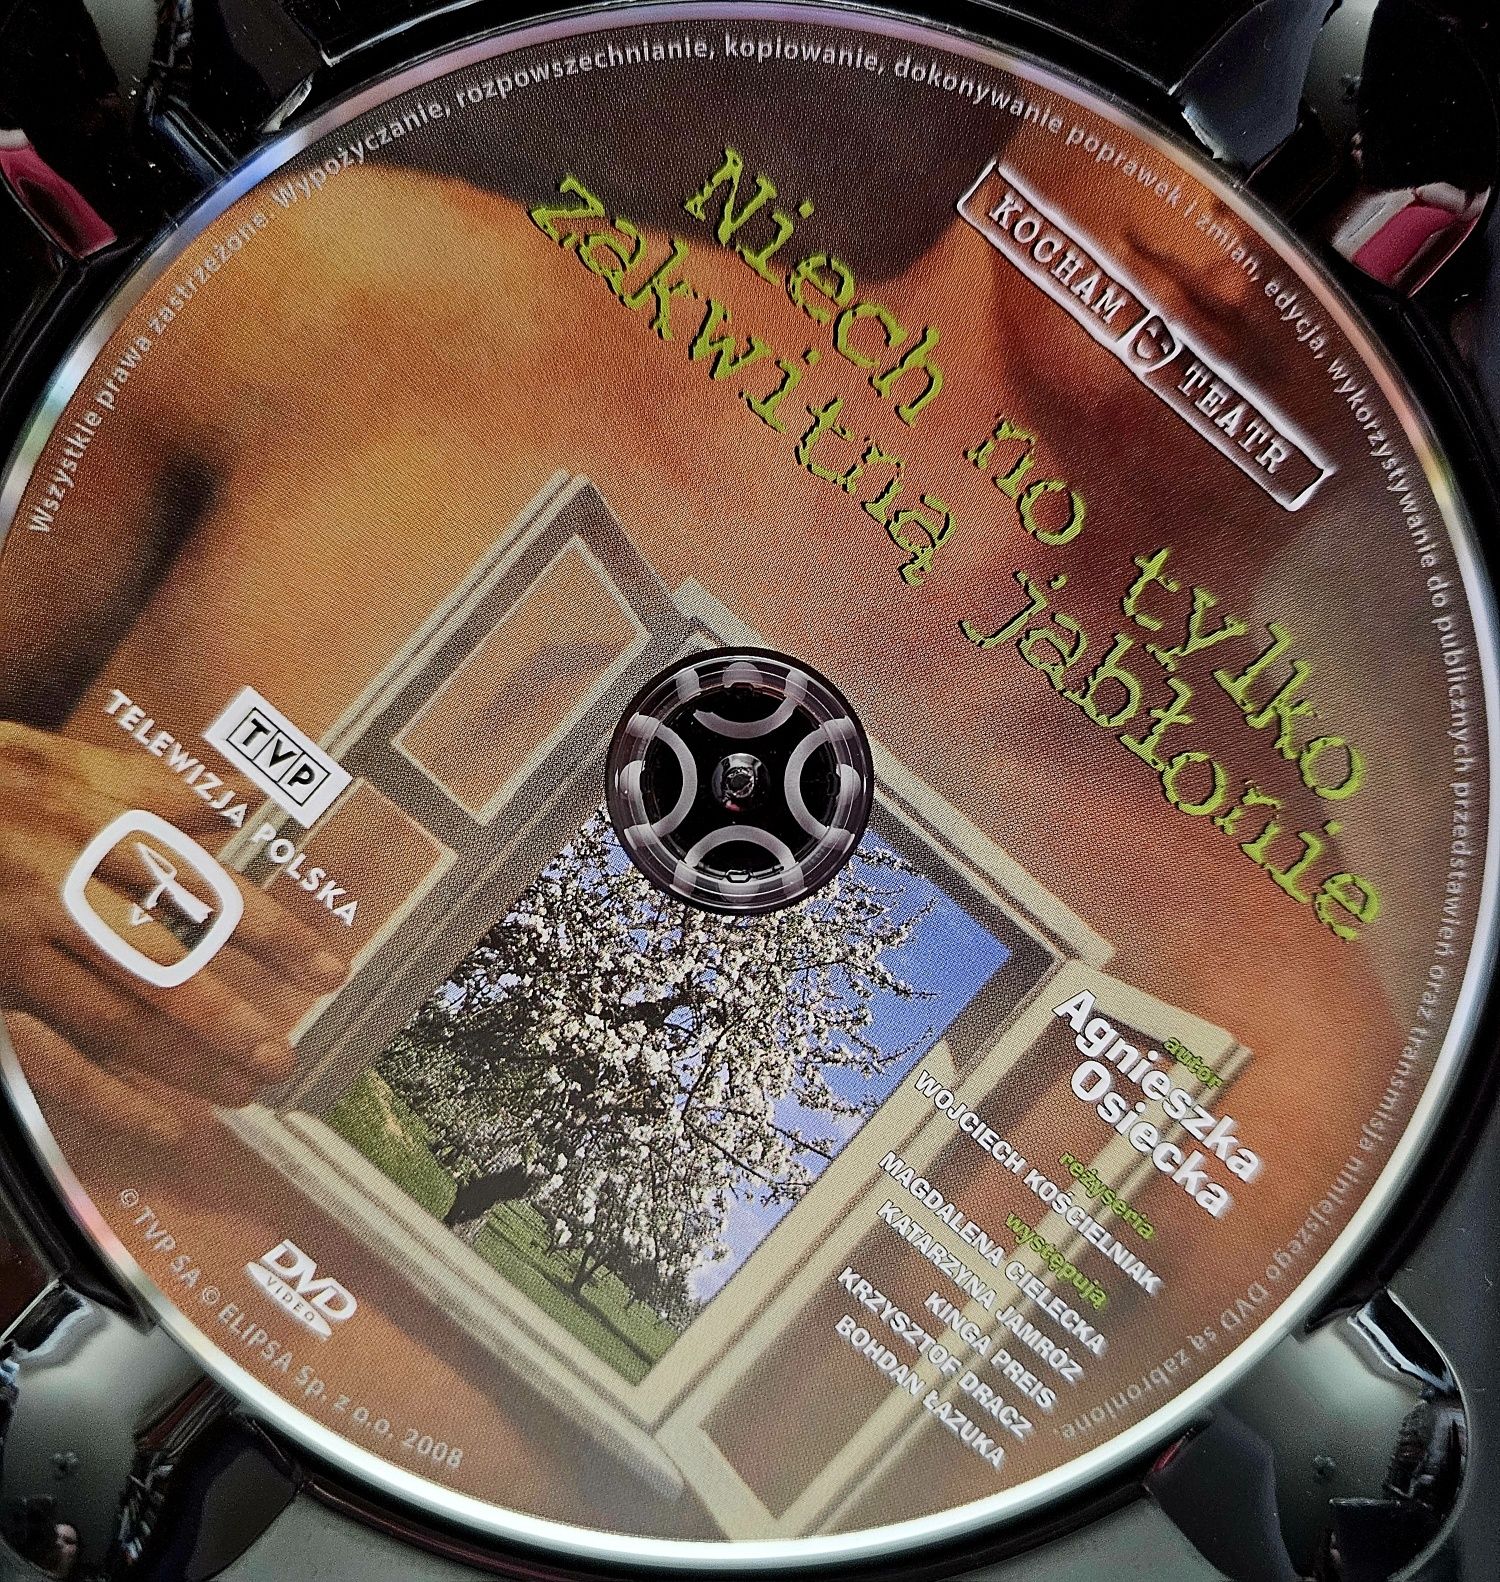 Wszystkie prawa zastrzeżone. Wypożyczanie, rozpowszechnianie, kopiowanie, dokonywanie poprawek i zmian, edycja, wykorzystywanie do publicznych przedstawień oraz transmisja niniejszego DVD są zabronione.
KOCHAM TEATR
Niech no tylko
zakwitną jabłonie
TVP
TELEWIZJA POLSKA
autor
Agnieszka
Osiecka
reżyseria
WOJCIECH KOŚCIELNIAK
występują
MAGDALENA CIELECKA
KATARZYNA JAMRÓZ
KINGA PREIS
KRZYSZTOF DRACZ
BOHDAN ŁAZUKA
DVD
VIDEO
© TVP SA © ELIPSA Sp. z o.o. 2008